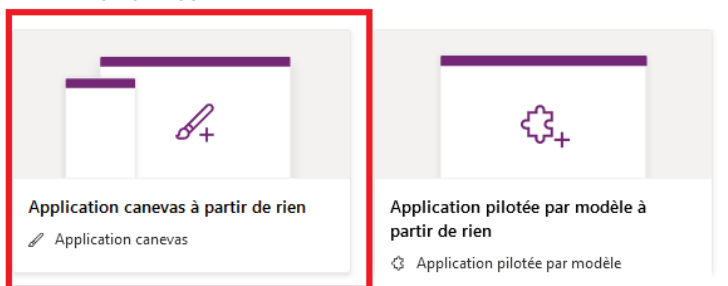 Application canevas à partir de rien
Application canevas
Application pilotée par modèle à
partir de rien
Application pilotée par modèle